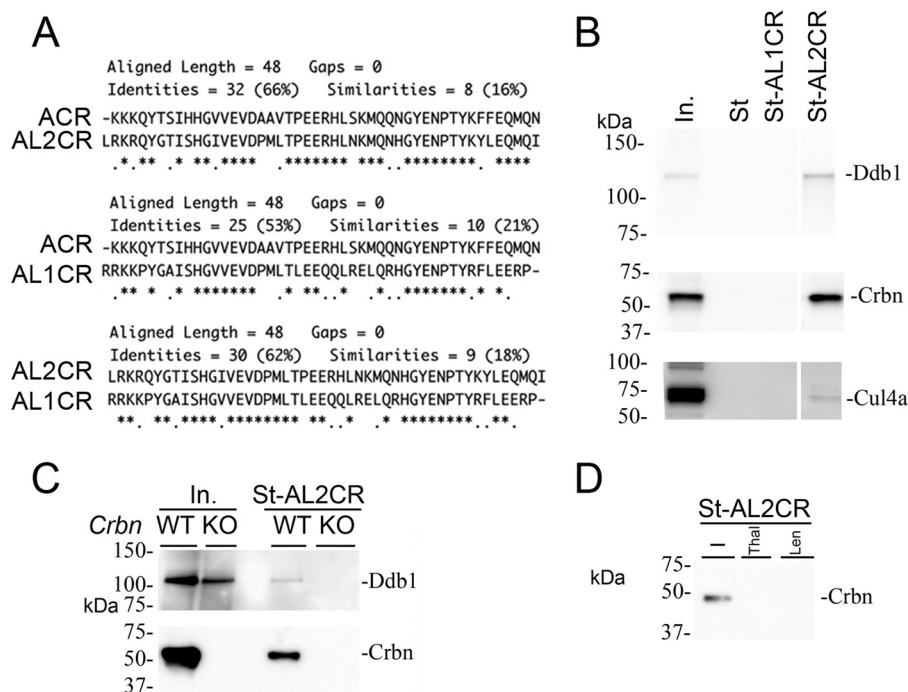 A
Aligned Length = 48 Gaps = 0
Identities = 32 (66%) Similarities = 8 (16%)
ACR -KKKQYTSIHHGVVEVDAAVTPEERHLSKMQQNGYENPTYKFFEQMQN
AL2CR LRKRQYGTISHGIVEVDPMLTPEERHLNKMQNHGYENPTYKYLEQMQI
.*.** .* **.**** .******* ***..********..****
Aligned Length = 48 Gaps = 0
Identities = 25 (53%) Similarities = 10 (21%)
ACR -KKKQYTSIHHGVVEVDAAVTPEERHLSKMQQNGYENPTYKFFEQMQN
AL1CR RRKKPYGAISHGVVEVDPMLTLEEQQLRELQRHGYENPTYRFLEERP-
.** * .* ******* .* **..* ..*..********.*.*.
Aligned Length = 48 Gaps = 0
Identities = 30 (62%) Similarities = 9 (18%)
AL2CR LRKRQYGTISHGIVEVDPMLTPEERHLNKMQNHGYENPTYKYLEQMQI
AL1CR RRKKPYGAISHGVVEVDPMLTLEEQQLRELQRHGYENPTYRFLEERP-
**. *.****.******** **..* ..* *********..**..
B
kDa In. St St-AL1CR St-AL2CR
150-
-Ddb1
100-
75-
75-
50- -Crbn
37-
100-
75- -Cul4a
50-
C
In. St-AL2CR
Crbn WT KO WT KO
150-
100- -Ddb1
kDa 75-
75-
50- -Crbn
37-
D
St-AL2CR
– Thal Len
kDa 75-
50- -Crbn
37-